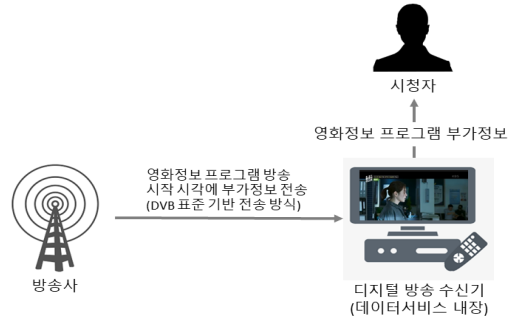 시청자
영화정보 프로그램 부가정보
영화정보 프로그램 방송
시작 시각에 부가정보 전송
(DVB 표준 기반 전송 방식)
방송사
디지털 방송 수신기
(데이터서비스 내장)